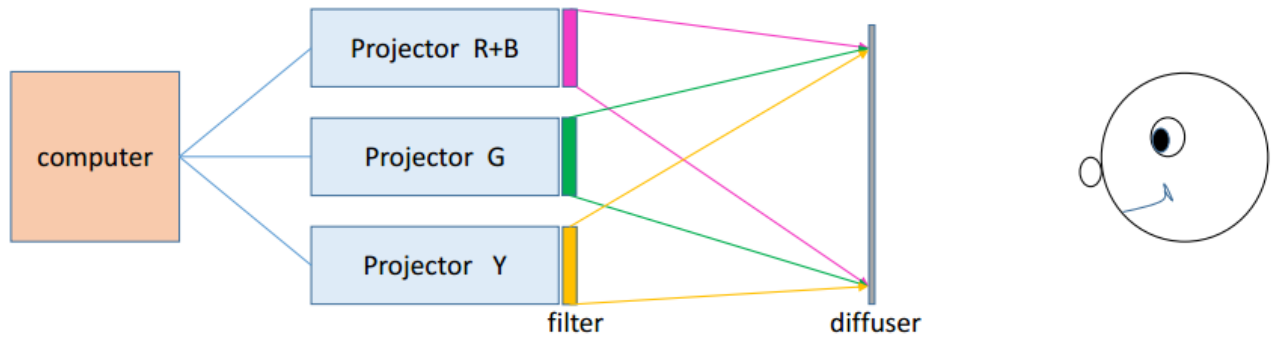 Projector R+B
computer
Projector G
Projector Y
filter
diffuser